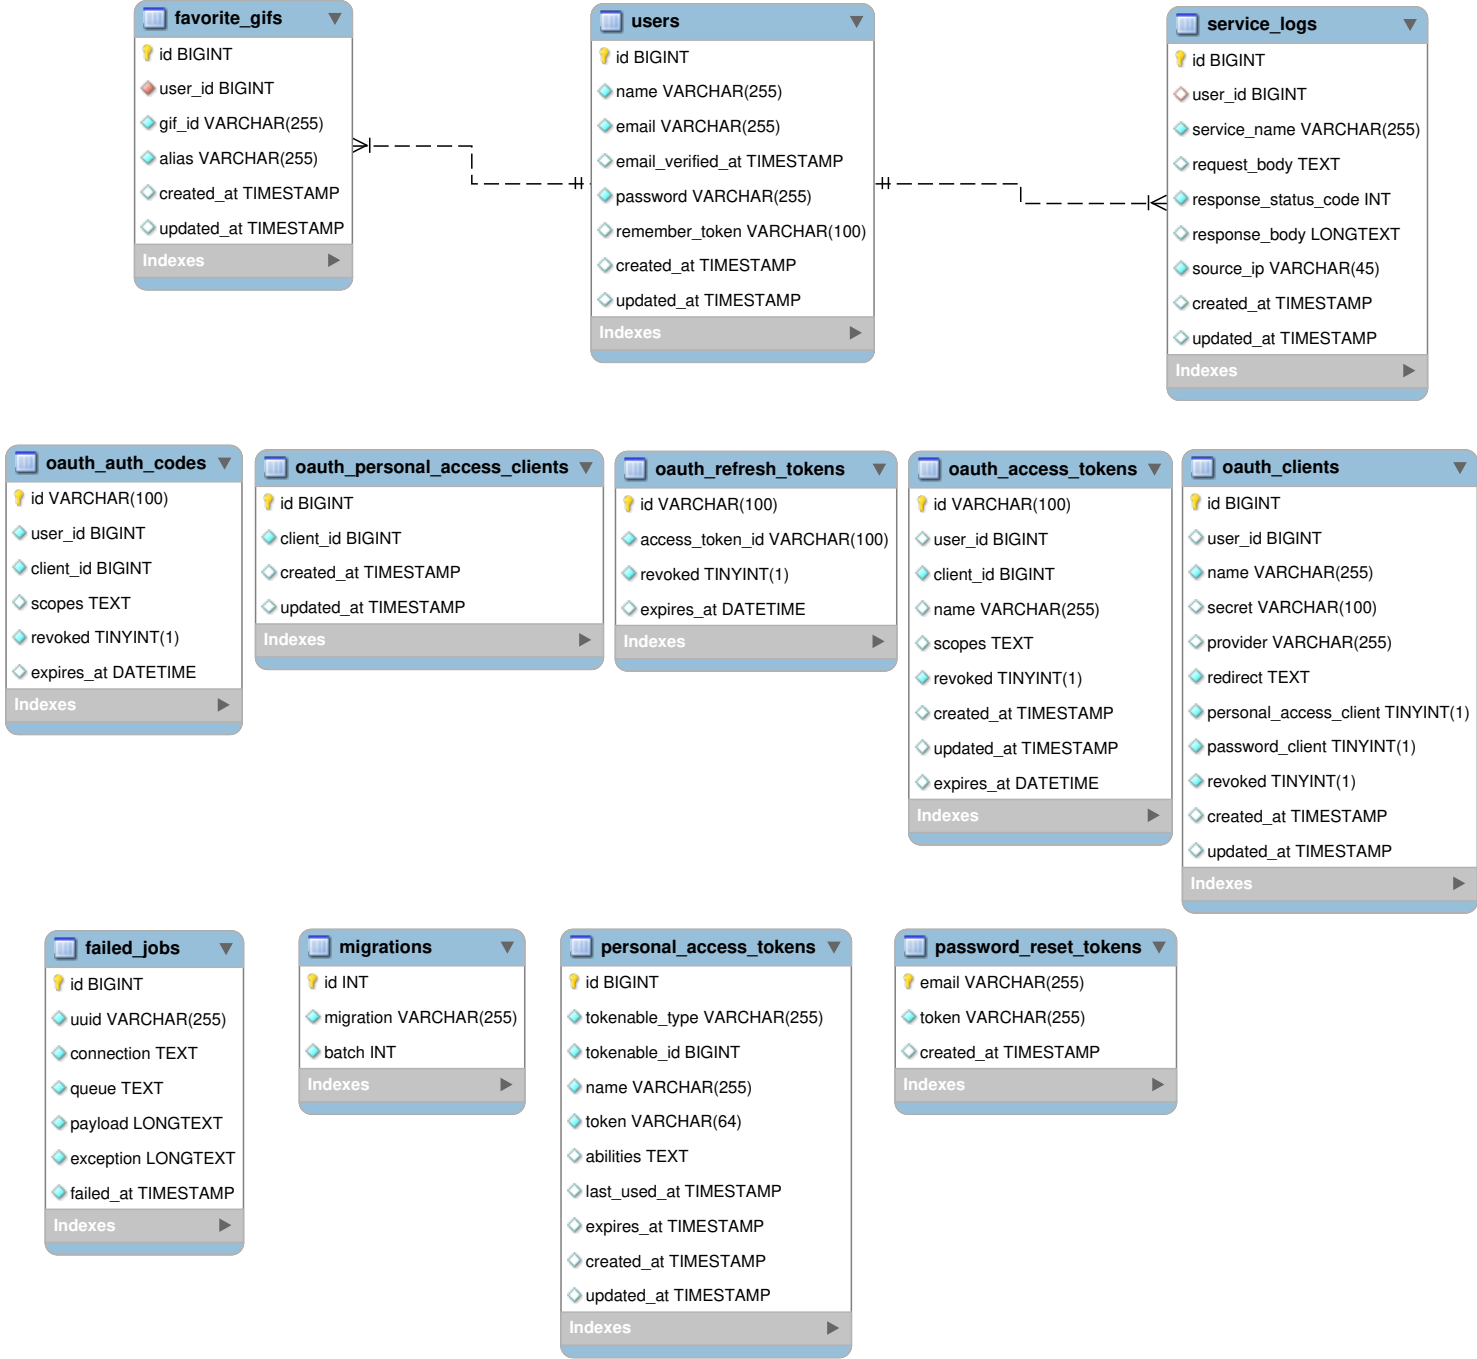 favorite_gifs
id BIGINT
user_id BIGINT
gif_id VARCHAR(255)
alias VARCHAR(255)
created_at TIMESTAMP
updated_at TIMESTAMP
Indexes
users
id BIGINT
name VARCHAR(255)
email VARCHAR(255)
email_verified_at TIMESTAMP
password VARCHAR(255)
remember_token VARCHAR(100)
created_at TIMESTAMP
updated_at TIMESTAMP
Indexes
service_logs
id BIGINT
user_id BIGINT
service_name VARCHAR(255)
request_body TEXT
response_status_code INT
response_body LONGTEXT
source_ip VARCHAR(45)
created_at TIMESTAMP
updated_at TIMESTAMP
Indexes
oauth_auth_codes
id VARCHAR(100)
user_id BIGINT
client_id BIGINT
scopes TEXT
revoked TINYINT(1)
expires_at DATETIME
Indexes
oauth_personal_access_clients
id BIGINT
client_id BIGINT
created_at TIMESTAMP
updated_at TIMESTAMP
Indexes
oauth_refresh_tokens
id VARCHAR(100)
access_token_id VARCHAR(100)
revoked TINYINT(1)
expires_at DATETIME
Indexes
oauth_access_tokens
id VARCHAR(100)
user_id BIGINT
client_id BIGINT
name VARCHAR(255)
scopes TEXT
revoked TINYINT(1)
created_at TIMESTAMP
updated_at TIMESTAMP
expires_at DATETIME
Indexes
oauth_clients
id BIGINT
user_id BIGINT
name VARCHAR(255)
secret VARCHAR(100)
provider VARCHAR(255)
redirect TEXT
personal_access_client TINYINT(1)
password_client TINYINT(1)
revoked TINYINT(1)
created_at TIMESTAMP
updated_at TIMESTAMP
Indexes
failed_jobs
id BIGINT
uuid VARCHAR(255)
connection TEXT
queue TEXT
payload LONGTEXT
exception LONGTEXT
failed_at TIMESTAMP
Indexes
migrations
id INT
migration VARCHAR(255)
batch INT
Indexes
personal_access_tokens
id BIGINT
tokenable_type VARCHAR(255)
tokenable_id BIGINT
name VARCHAR(255)
token VARCHAR(64)
abilities TEXT
last_used_at TIMESTAMP
expires_at TIMESTAMP
created_at TIMESTAMP
updated_at TIMESTAMP
Indexes
password_reset_tokens
email VARCHAR(255)
token VARCHAR(255)
created_at TIMESTAMP
Indexes